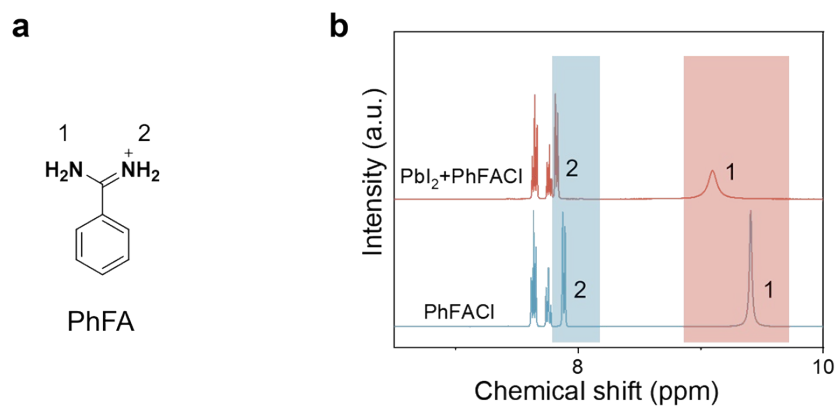 a
1 2
H₂N +NH₂
PhFA
b
Intensity (a.u.)
PbI₂+PhFACl
2
1
PhFACl
2
1
8
10
Chemical shift (ppm)